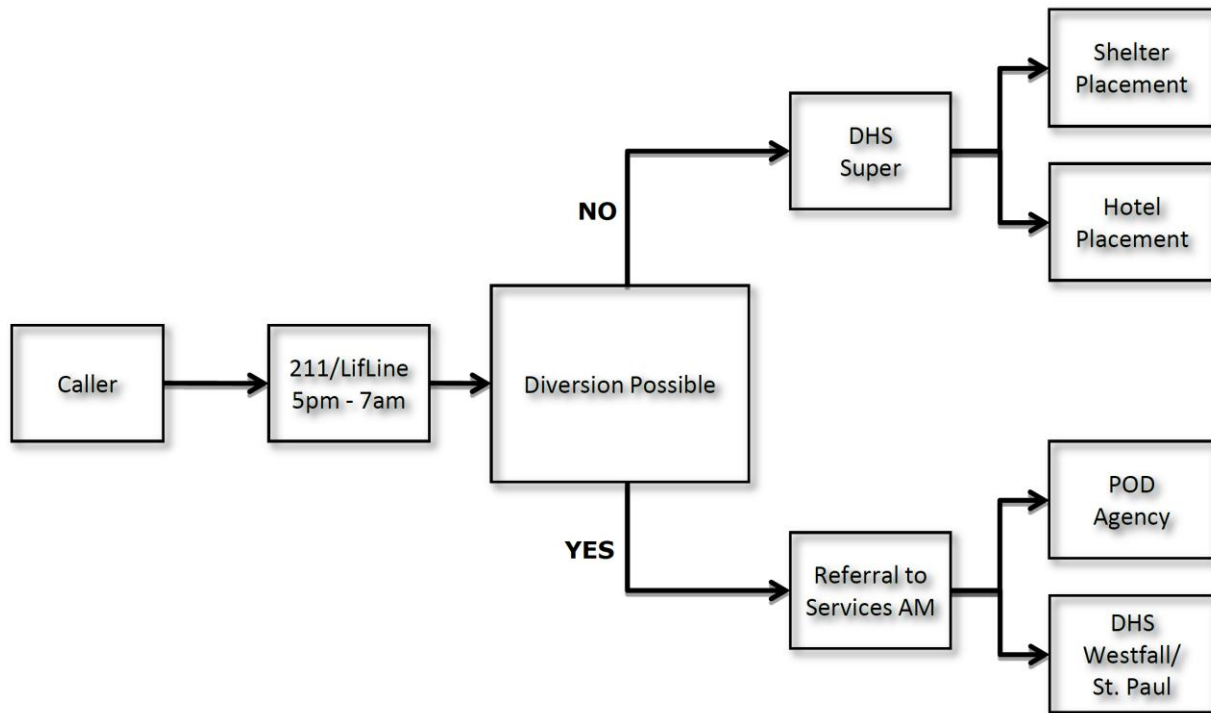 Caller
211/LifLine
5pm - 7am
Diversion Possible
NO
DHS
Super
Shelter
Placement
Hotel
Placement
YES
Referral to
Services AM
POD
Agency
DHS
Westfall/
St. Paul